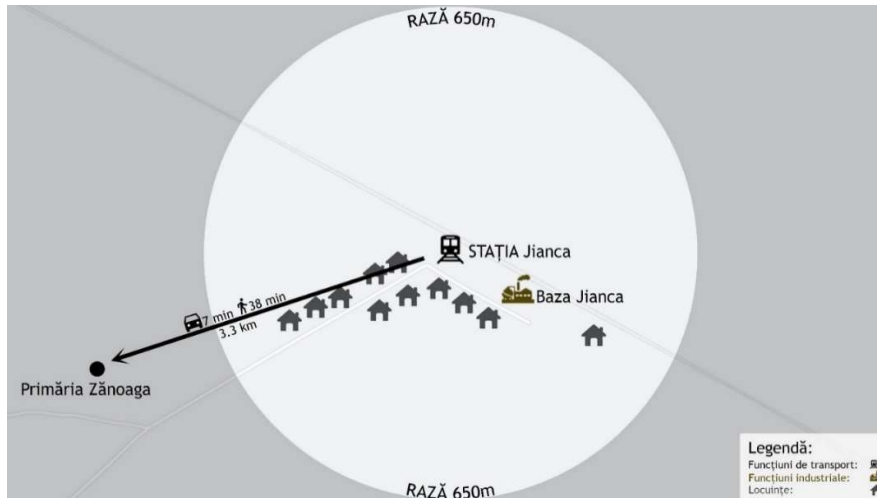 RAZĂ 650m
STAȚIA Jianca
Baza Jianca
7 min 38 min
3.3 km
Primăria Zănoaga
RAZĂ 650m
Legendă:
Funcțiuni de transport:
Funcțiuni industriale:
Locuințe: